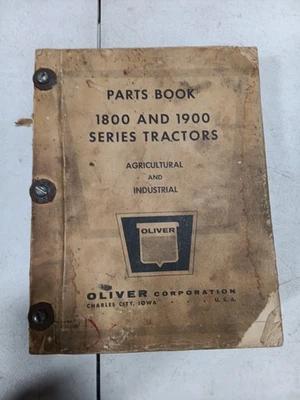 PARTS BOOK
1800 AND 1900
SERIES TRACTORS
AGRICULTURAL
AND
INDUSTRIAL
OLIVER
OLIVER CORPORATION
CHARLES CITY, IOWA . . . . U.S.A.